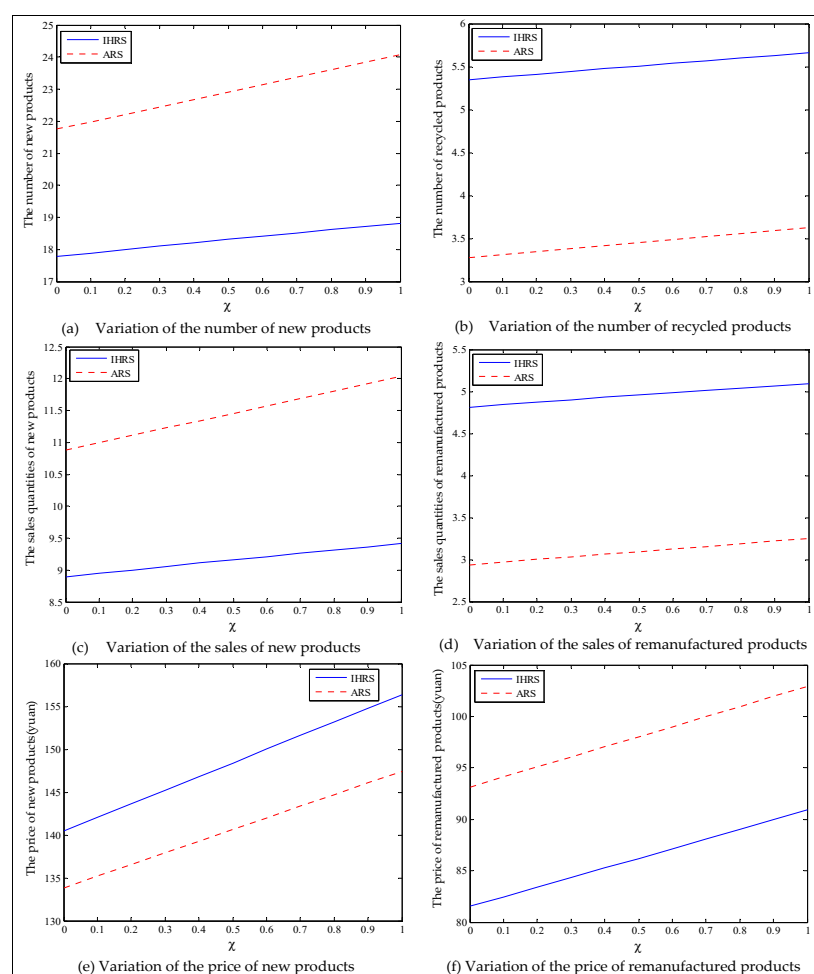 25
24
23
22
21
20
19
18
17
The number of new products
IHRS
ARS
0 0.1 0.2 0.3 0.4 0.5 0.6 0.7 0.8 0.9 1
χ
(a) Variation of the number of new products
6
5.5
5
4.5
4
3.5
3
The number of recycled products
IHRS
ARS
0 0.1 0.2 0.3 0.4 0.5 0.6 0.7 0.8 0.9 1
χ
(b) Variation of the number of recycled products
12.5
12
11.5
11
10.5
10
9.5
9
8.5
The sales quantities of new products
IHRS
ARS
0 0.1 0.2 0.3 0.4 0.5 0.6 0.7 0.8 0.9 1
χ
(c) Variation of the sales of new products
5.5
5
4.5
4
3.5
3
2.5
The sales quantities of remanufactured products
IHRS
ARS
0 0.1 0.2 0.3 0.4 0.5 0.6 0.7 0.8 0.9 1
χ
(d) Variation of the sales of remanufactured products
160
155
150
145
140
135
130
The price of new products(yuan)
IHRS
ARS
0 0.1 0.2 0.3 0.4 0.5 0.6 0.7 0.8 0.9 1
χ
(e) Variation of the price of new products
105
100
95
90
85
80
The price of remanufactured products(yuan)
IHRS
ARS
0 0.1 0.2 0.3 0.4 0.5 0.6 0.7 0.8 0.9 1
χ
(f) Variation of the price of remanufactured products